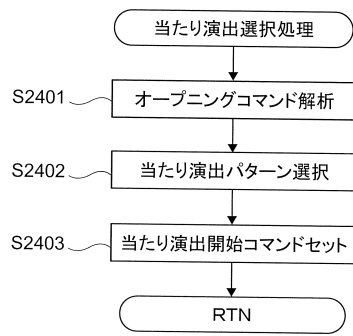 当たり演出選択処理
S2401 オープニングコマンド解析
S2402 当たり演出パターン選択
S2403 当たり演出開始コマンドセット
RTN